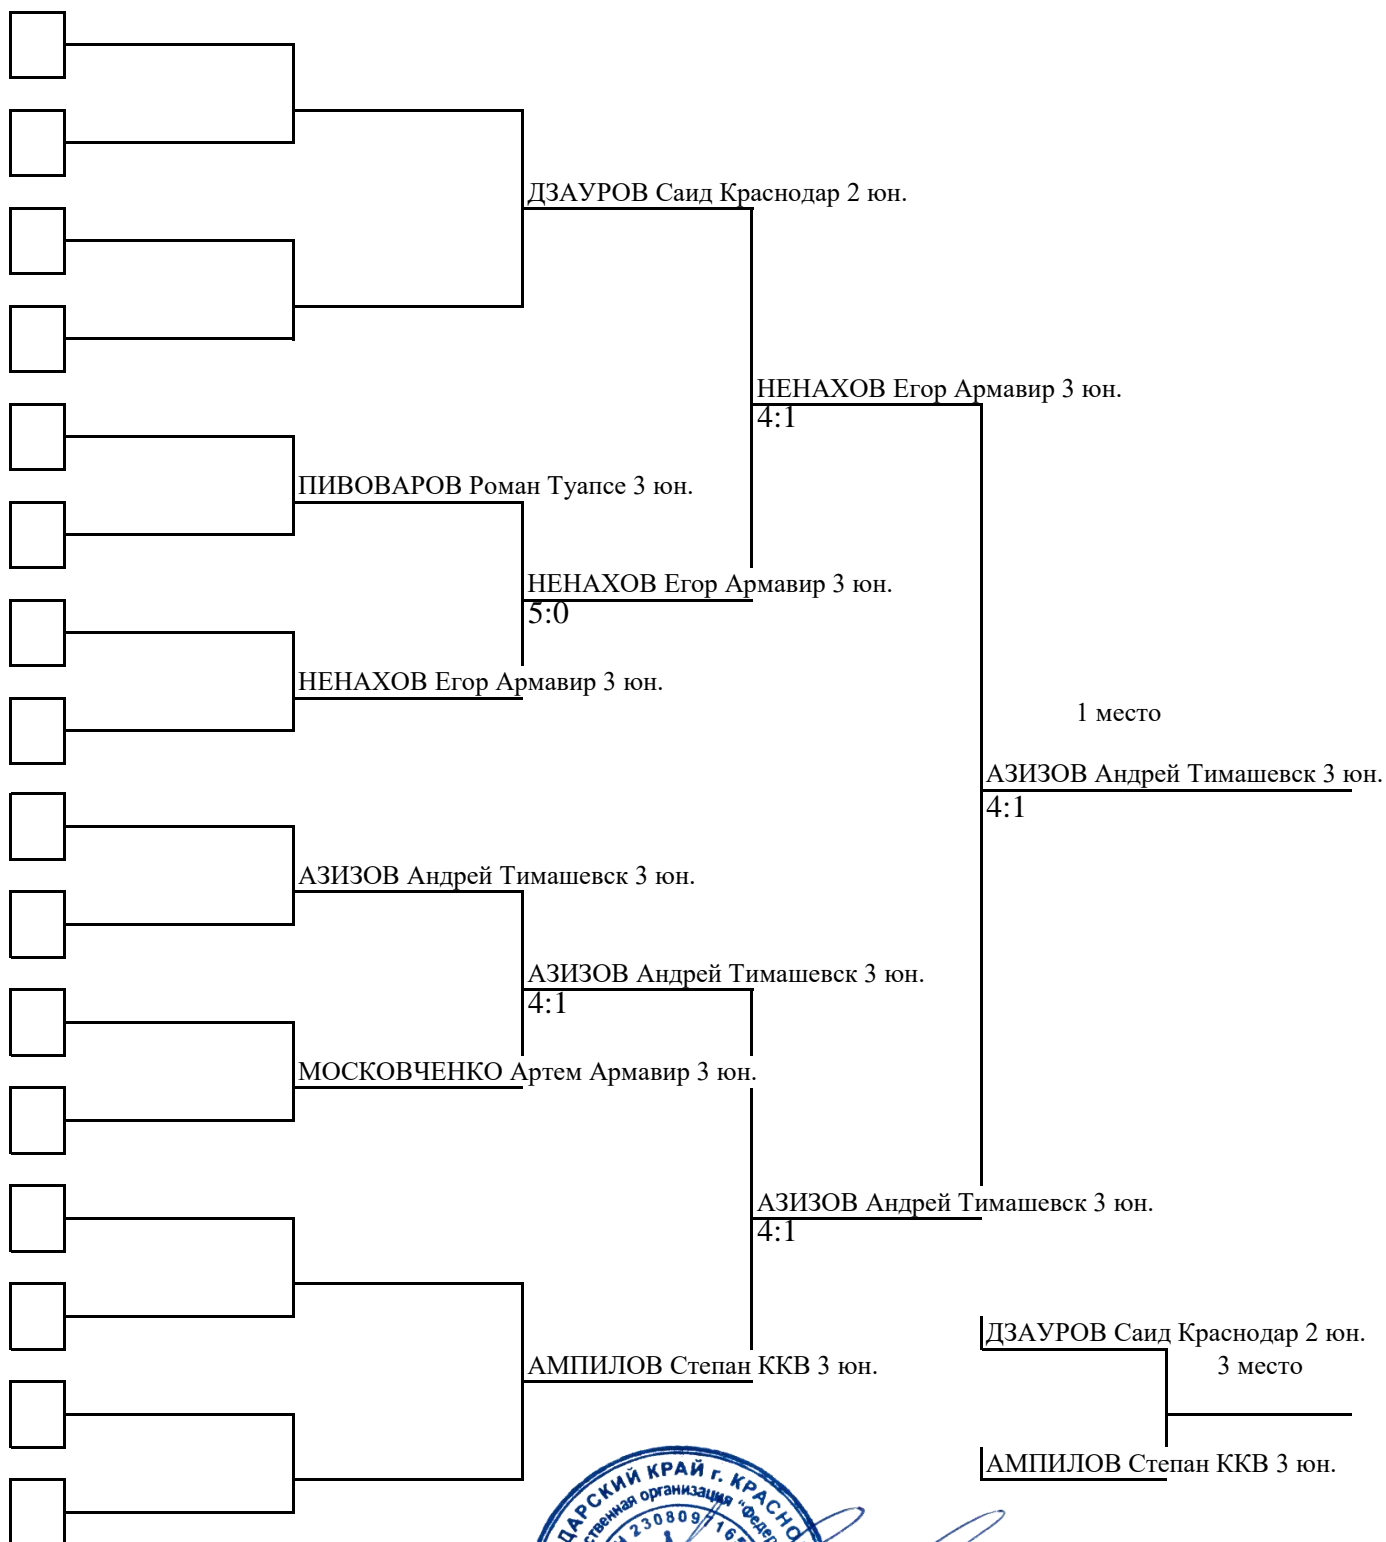 ДЗАУРОВ Саид Краснодар 2 юн.
НЕНАХОВ Егор Армавир 3 юн.
4:1
ПИВОВАРОВ Роман Туапсе 3 юн.
НЕНАХОВ Егор Армавир 3 юн.
5:0
НЕНАХОВ Егор Армавир 3 юн.
1 место
АЗИЗОВ Андрей Тимашевск 3 юн.
4:1
АЗИЗОВ Андрей Тимашевск 3 юн.
АЗИЗОВ Андрей Тимашевск 3 юн.
4:1
МОСКОВЧЕНКО Артем Армавир 3 юн.
АЗИЗОВ Андрей Тимашевск 3 юн.
4:1
ДЗАУРОВ Саид Краснодар 2 юн.
3 место
АМПИЛОВ Степан ККВ 3 юн.
АМПИЛОВ Степан ККВ 3 юн.
КРАЙ г.
организация